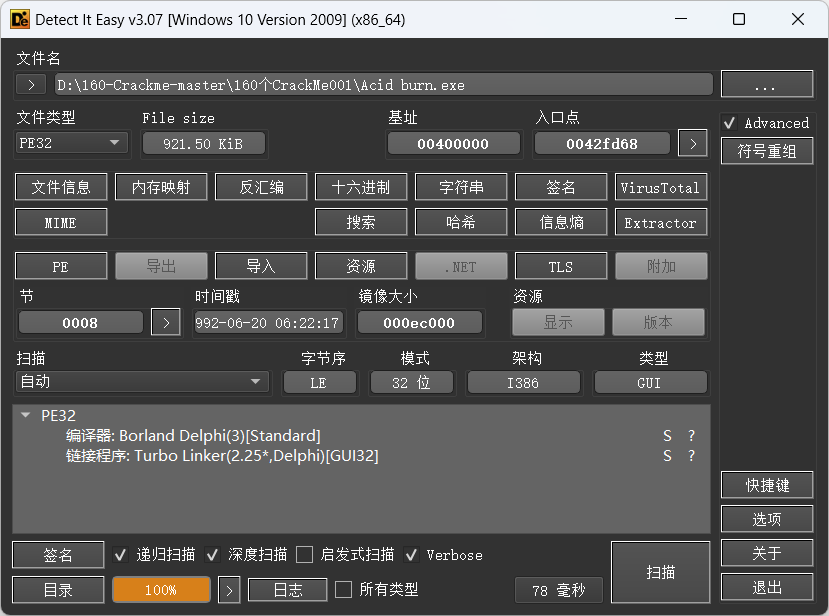 Detect It Easy v3.07 [Windows 10 Version 2009] (x86_64)
文件名
> D:\160-Crackme-master\160个CrackMe001\Acid burn.exe ...
文件类型 File size 基址 入口点
PE32 921.50 KiB 00400000 0042fd68 >
Advanced
符号重组
文件信息 内存映射 反汇编 十六进制 字符串 签名 VirusTotal
MIME 搜索 哈希 信息熵 Extractor
PE 导出 导入 资源 .NET TLS 附加
节 时间戳 镜像大小 资源
0008 > 992-06-20 06:22:17 000ec000 显示 版本
扫描 字节序 模式 架构 类型
自动 LE 32 位 I386 GUI
PE32
编译器: Borland Delphi(3)[Standard] S ?
链接程序: Turbo Linker(2.25*,Delphi)[GUI32] S ?
快捷键
选项
关于
退出
签名 递归扫描 深度扫描 启发式扫描 Verbose
扫描
目录 100% > 日志 所有类型 78 毫秒